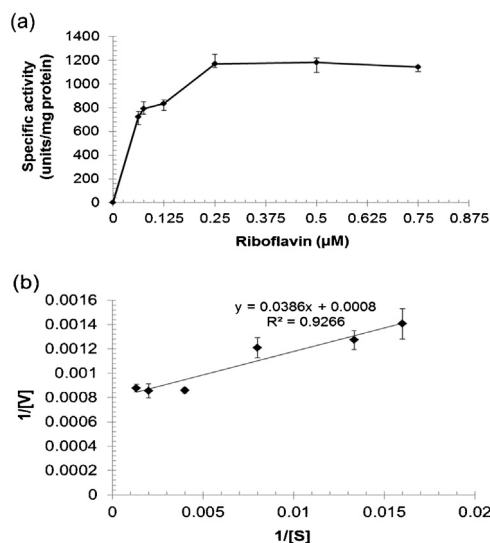 (a)
Specific activity
(units/mg protein)
1400
1200
1000
800
600
400
200
0
0 0.125 0.25 0.375 0.5 0.625 0.75 0.875
Riboflavin (µM)
(b)
y = 0.0386x + 0.0008
R² = 0.9266
1/[V]
0.0016
0.0014
0.0012
0.001
0.0008
0.0006
0.0004
0.0002
0
0 0.005 0.01 0.015 0.02
1/[S]